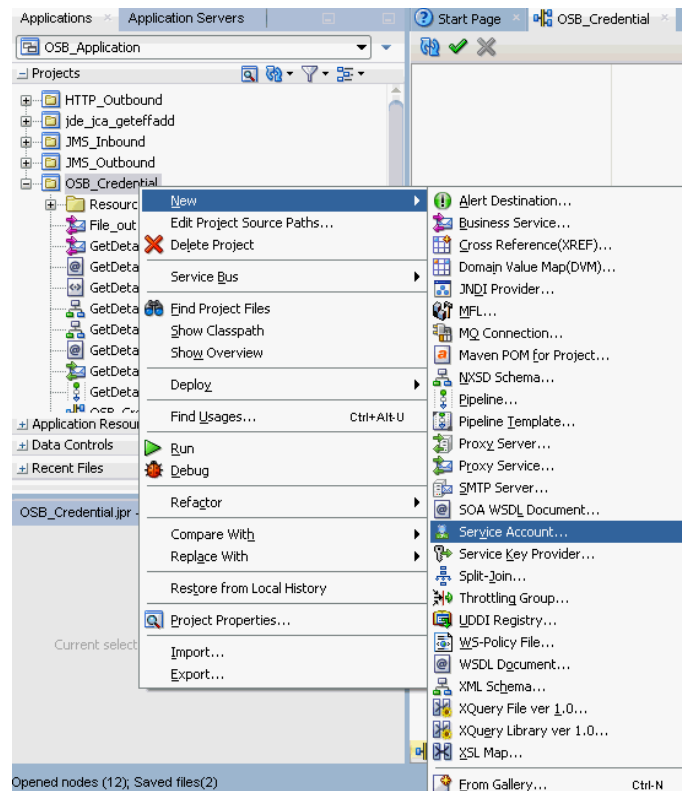 Applications
Application Servers
Start Page
OSB_Credential
OSB_Application
Projects
HTTP_Outbound
jde_jca_geteffadd
JMS_Inbound
JMS_Outbound
OSB_Credential
Resourc
File_out
GetDeta
GetDeta
GetDeta
GetDeta
GetDeta
GetDeta
GetDeta
GetDeta
OSB_Cre
Application Resour
Data Controls
Recent Files
OSB_Credential.jpr -
Current select
Opened nodes (12); Saved files(2)
New
Edit Project Source Paths...
Delete Project
Service Bus
Find Project Files
Show Classpath
Show Overview
Deploy
Find Usages... Ctrl+Alt-U
Run
Debug
Refactor
Compare With
Replace With
Restore from Local History
Project Properties...
Import...
Export...
Alert Destination...
Business Service...
Cross Reference(XREF)...
Domain Value Map(DVM)...
JNDI Provider...
MFL...
MQ Connection...
Maven POM for Project...
NXSD Schema...
Pipeline...
Pipeline Template...
Proxy Server...
Proxy Service...
SMTP Server...
SOA WSDL Document...
Service Account...
Service Key Provider...
Split-Join...
Throttling Group...
UDDI Registry...
WS-Policy File...
WSDL Document...
XML Schema...
XQuery File ver 1.0...
XQuery Library ver 1.0...
XSL Map...
From Gallery... Ctrl-N